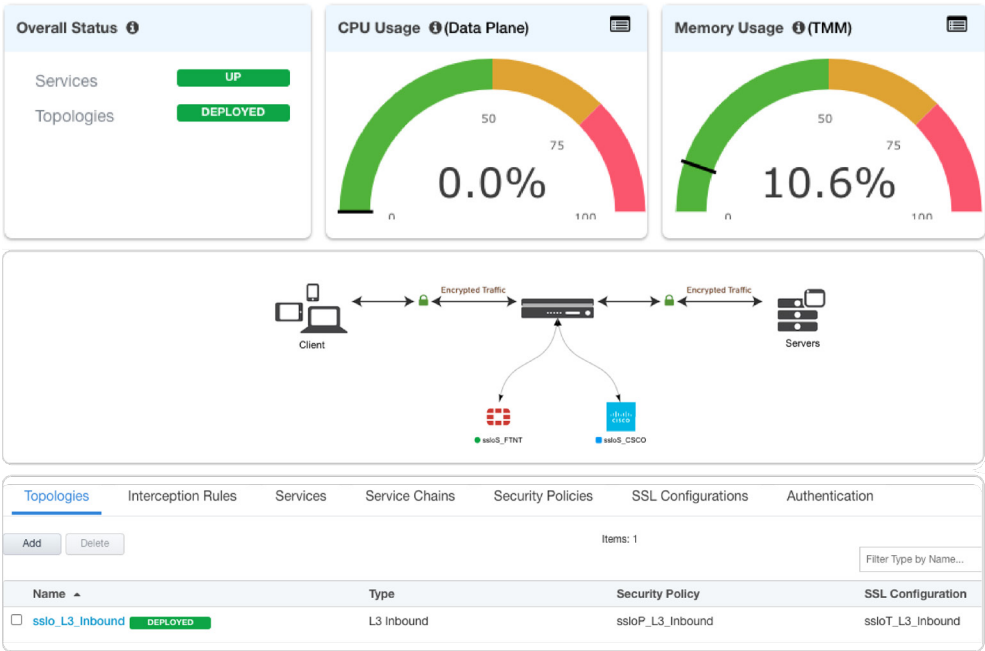 Overall Status
Services UP
Topologies DEPLOYED
CPU Usage (Data Plane)
50
75
0.0%
0 100
Memory Usage (TMM)
50
75
10.6%
0 100
Encrypted Traffic
Encrypted Traffic
Client
Servers
CISCO
ssloS_FTNT
ssloS_CSCO
Topologies Interception Rules Services Service Chains Security Policies SSL Configurations Authentication
Add Delete
Items: 1
Filter Type by Name...
Name Type Security Policy SSL Configuration
sslo_L3_Inbound DEPLOYED L3 Inbound ssloP_L3_Inbound ssloT_L3_Inbound